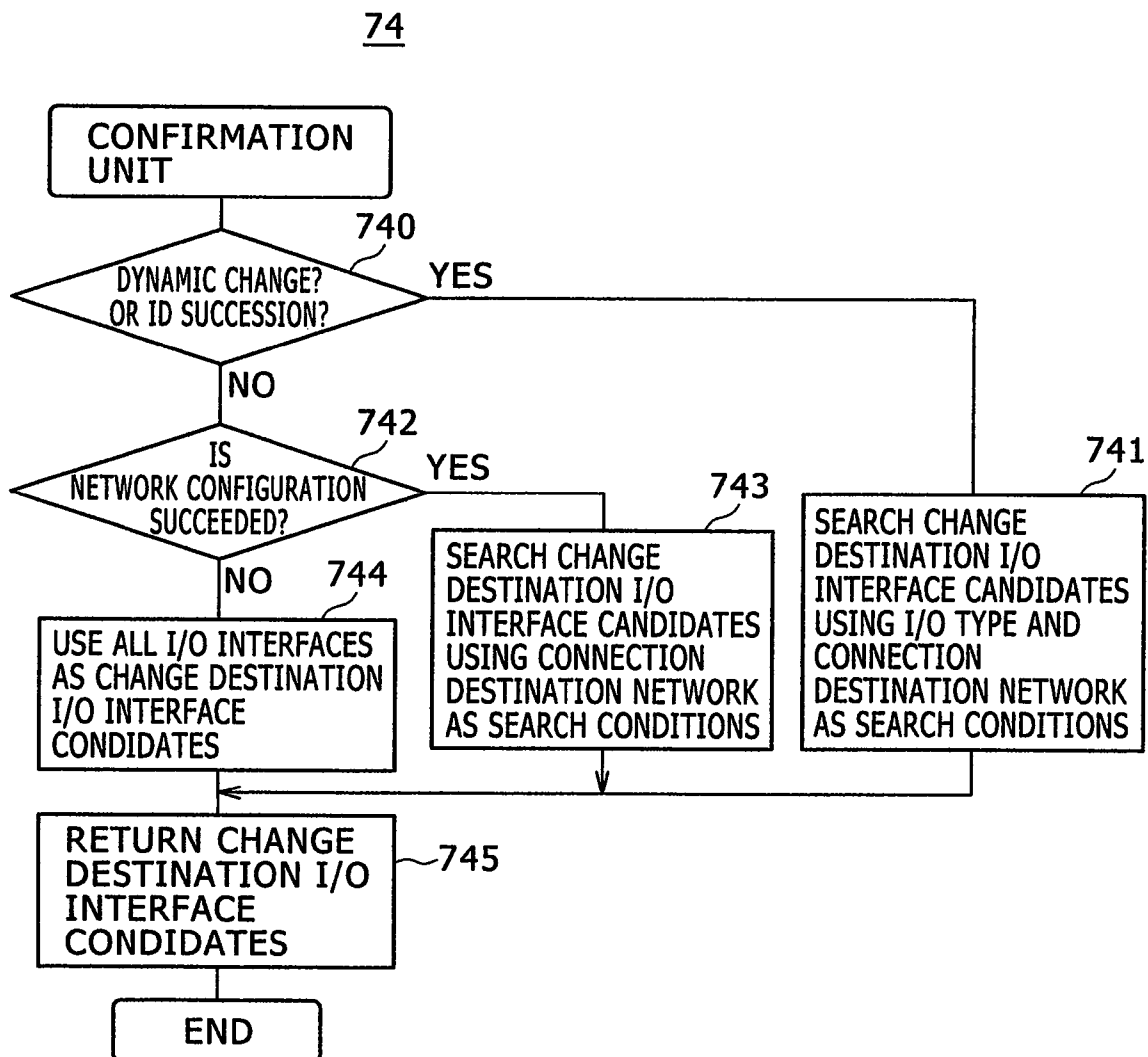 74
CONFIRMATION
UNIT
740
DYNAMIC CHANGE?
OR ID SUCCESSION?
YES
NO
742
IS
NETWORK CONFIGURATION
SUCCEEDED?
YES
NO
743
SEARCH CHANGE
DESTINATION I/O
INTERFACE CANDIDATES
USING CONNECTION
DESTINATION NETWORK
AS SEARCH CONDITIONS
741
SEARCH CHANGE
DESTINATION I/O
INTERFACE CANDIDATES
USING I/O TYPE AND
CONNECTION
DESTINATION NETWORK
AS SEARCH CONDITIONS
744
USE ALL I/O INTERFACES
AS CHANGE DESTINATION
I/O INTERFACE
CONDIDATES
RETURN CHANGE
DESTINATION I/O
INTERFACE
CONDIDATES
745
END